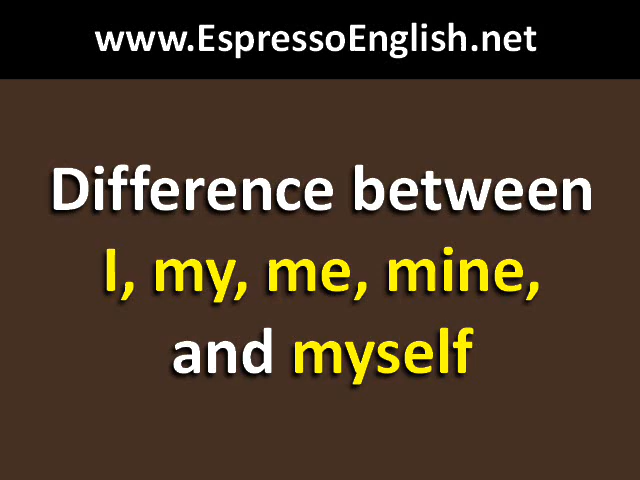 www.EspressoEnglish.net
Difference between
I, my, me, mine,
and myself